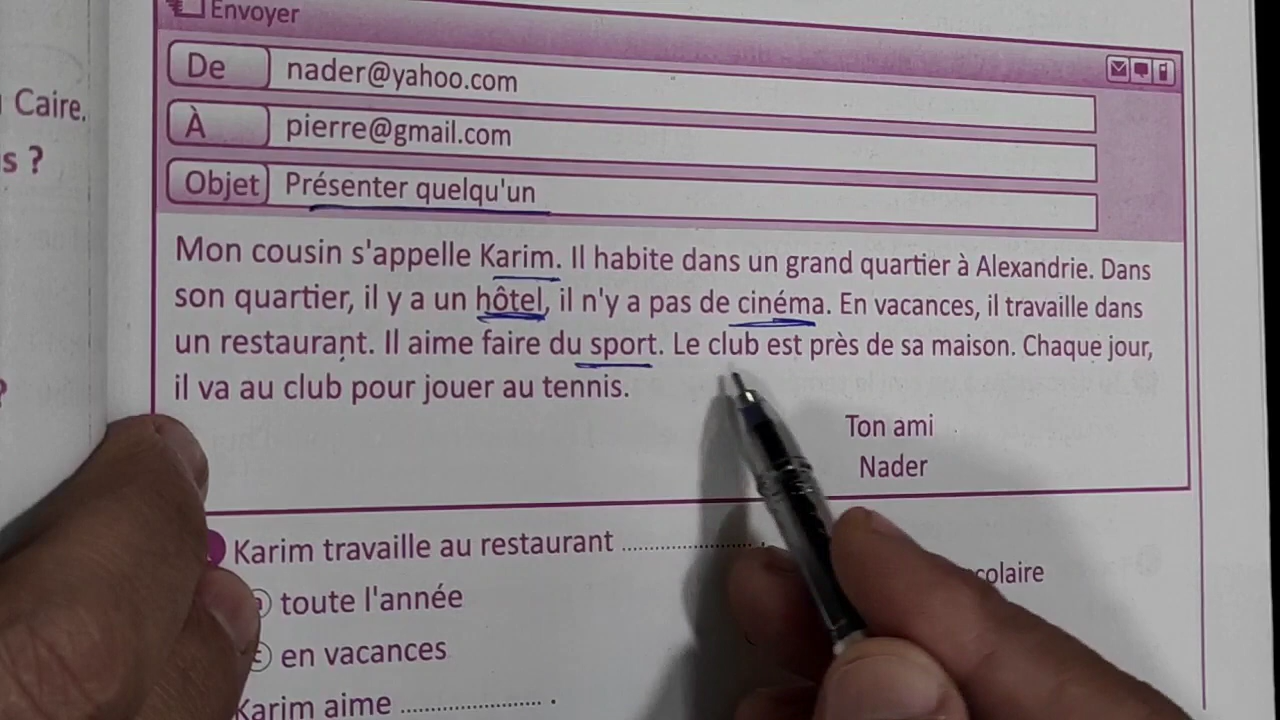 Envoyer
De nader@yahoo.com
À pierre@gmail.com
Objet Présenter quelqu'un
Caire.
s ?
Mon cousin s'appelle Karim. Il habite dans un grand quartier à Alexandrie. Dans
son quartier, il y a un hôtel, il n'y a pas de cinéma. En vacances, il travaille dans
un restaurant. Il aime faire du sport. Le club est près de sa maison. Chaque jour,
il va au club pour jouer au tennis.
Ton ami
Nader
Karim travaille au restaurant .......................... .
toute l'année
colaire
c en vacances
Karim aime .......................... .